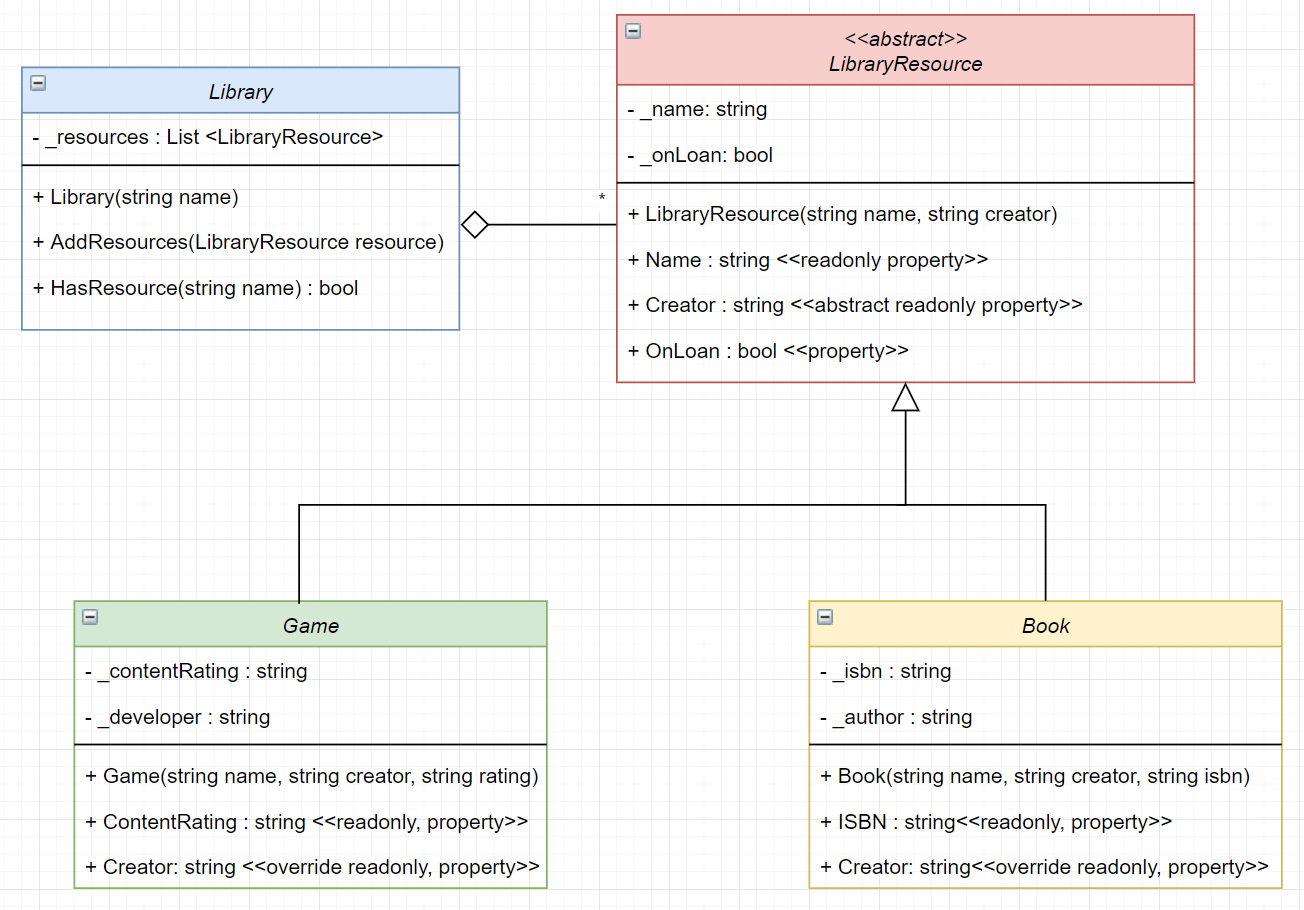 Library
- _resources : List <LibraryResource>
+ Library(string name)
+ AddResources(LibraryResource resource)
+ HasResource(string name) : bool
*
<<abstract>>
LibraryResource
- _name: string
- _onLoan: bool
+ LibraryResource(string name, string creator)
+ Name : string <<readonly property>>
+ Creator : string <<abstract readonly property>>
+ OnLoan : bool <<property>>
Game
- _contentRating : string
- _developer : string
+ Game(string name, string creator, string rating)
+ ContentRating : string <<readonly, property>>
+ Creator: string <<override readonly, property>>
Book
- _isbn : string
- _author : string
+ Book(string name, string creator, string isbn)
+ ISBN : string<<readonly, property>>
+ Creator: string<<override readonly, property>>